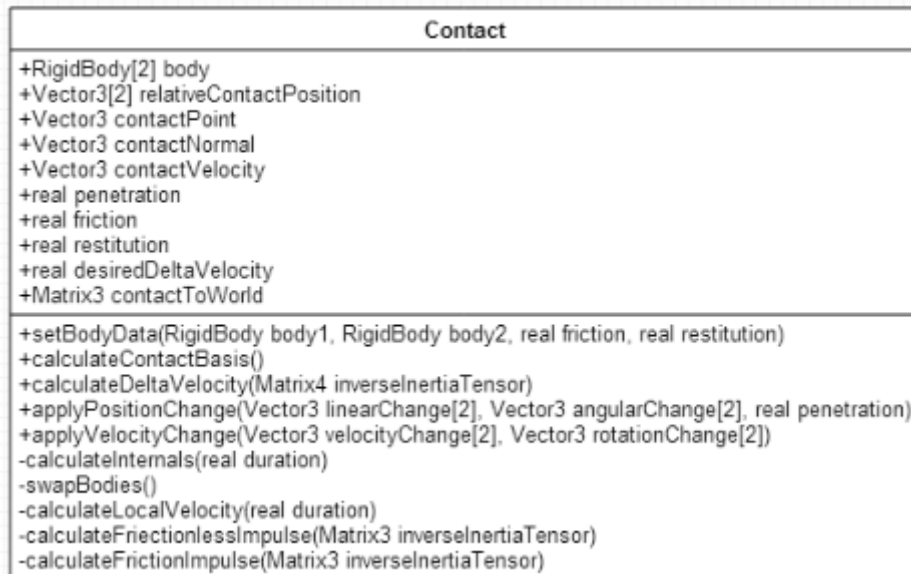 Contact
+RigidBody[2] body
+Vector3[2] relativeContactPosition
+Vector3 contactPoint
+Vector3 contactNormal
+Vector3 contactVelocity
+real penetration
+real friction
+real restitution
+real desiredDeltaVelocity
+Matrix3 contactToWorld
+setBodyData(RigidBody body1, RigidBody body2, real friction, real restitution)
+calculateContactBasis()
+calculateDeltaVelocity(Matrix4 inverseInertiaTensor)
+applyPositionChange(Vector3 linearChange[2], Vector3 angularChange[2], real penetration)
+applyVelocityChange(Vector3 velocityChange[2], Vector3 rotationChange[2])
-calculateInternals(real duration)
-swapBodies()
-calculateLocalVelocity(real duration)
-calculateFriectionlessImpulse(Matrix3 inverseInertiaTensor)
-calculateFrictionImpulse(Matrix3 inverseInertiaTensor)